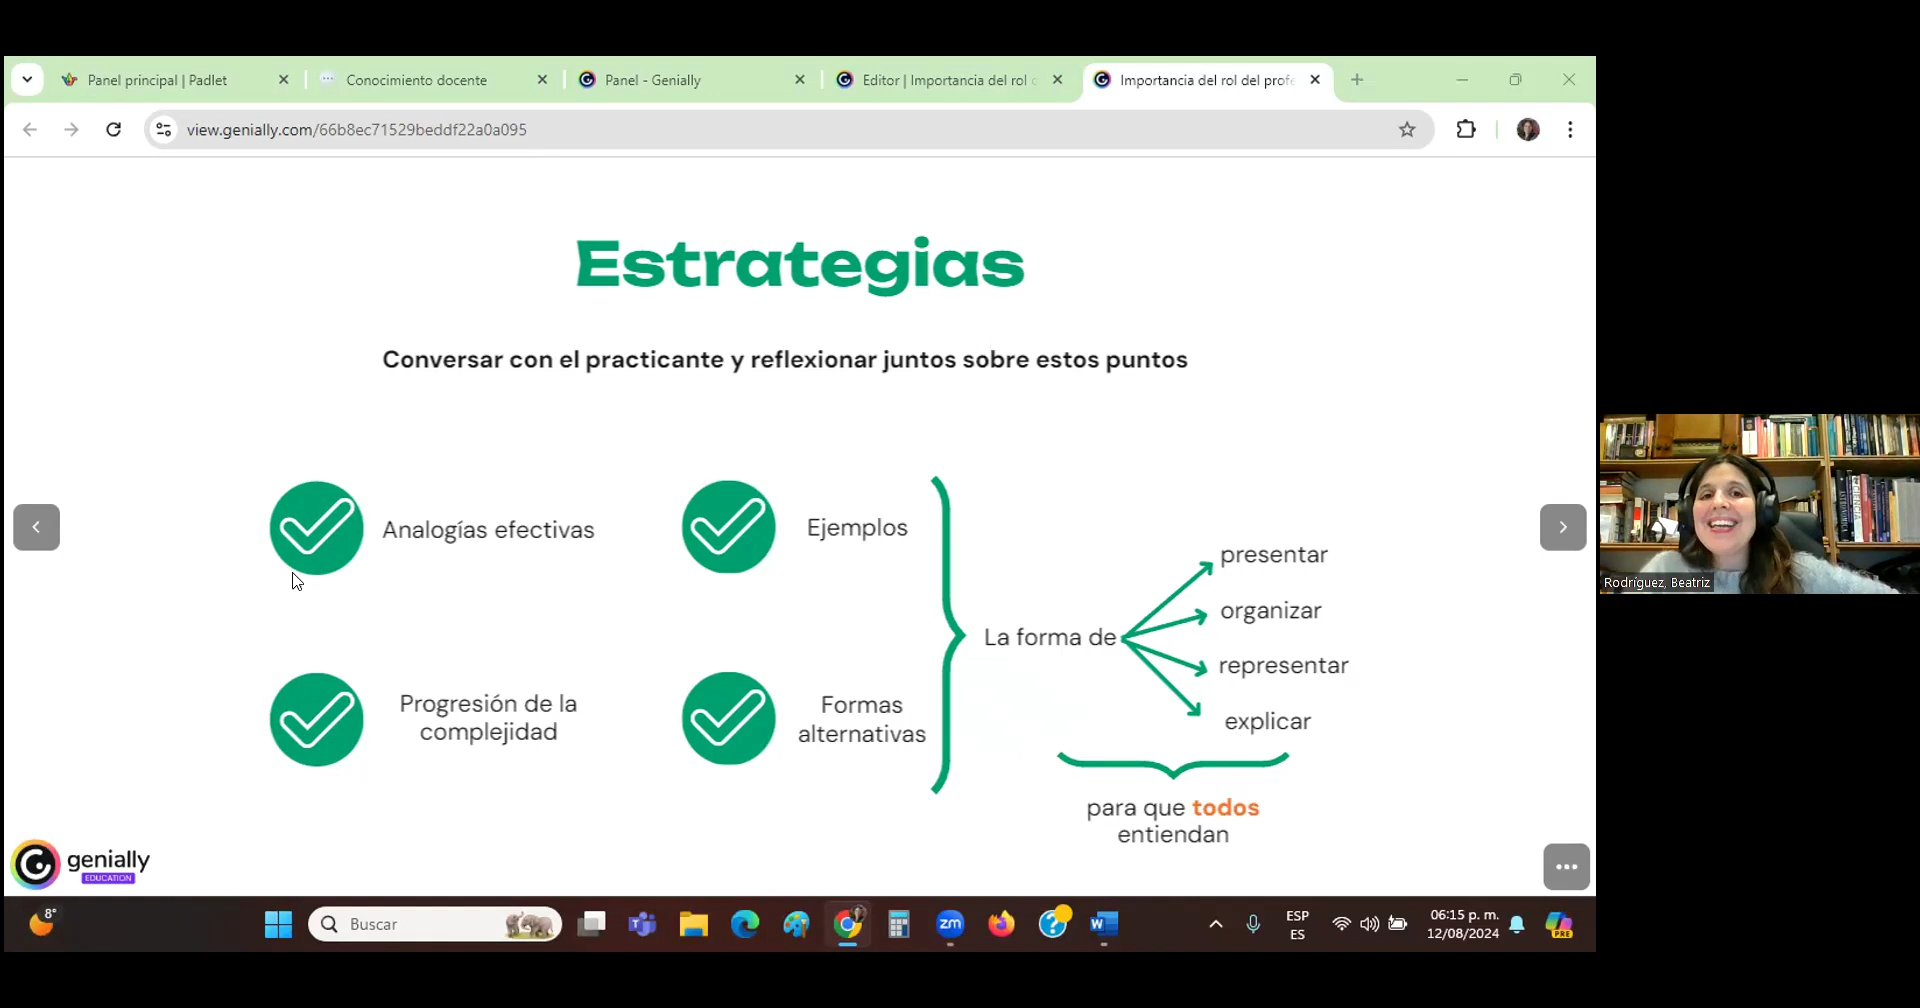 Panel principal | Padlet
Conocimiento docente
Panel - Genially
Editor | Importancia del rol
Importancia del rol del profe
view.genially.com/66b8ec71529beddf22a0a095
Estrategias
Conversar con el practicante y reflexionar juntos sobre estos puntos
Analogías efectivas
Ejemplos
Progresión de la
complejidad
Formas
alternativas
La forma de
presentar
organizar
representar
explicar
para que todos
entiendan
genially
EDUCATION
Rodríguez, Beatriz
8°
Buscar
zm
W
ESP
ES
06:15 p. m.
12/08/2024
PRE